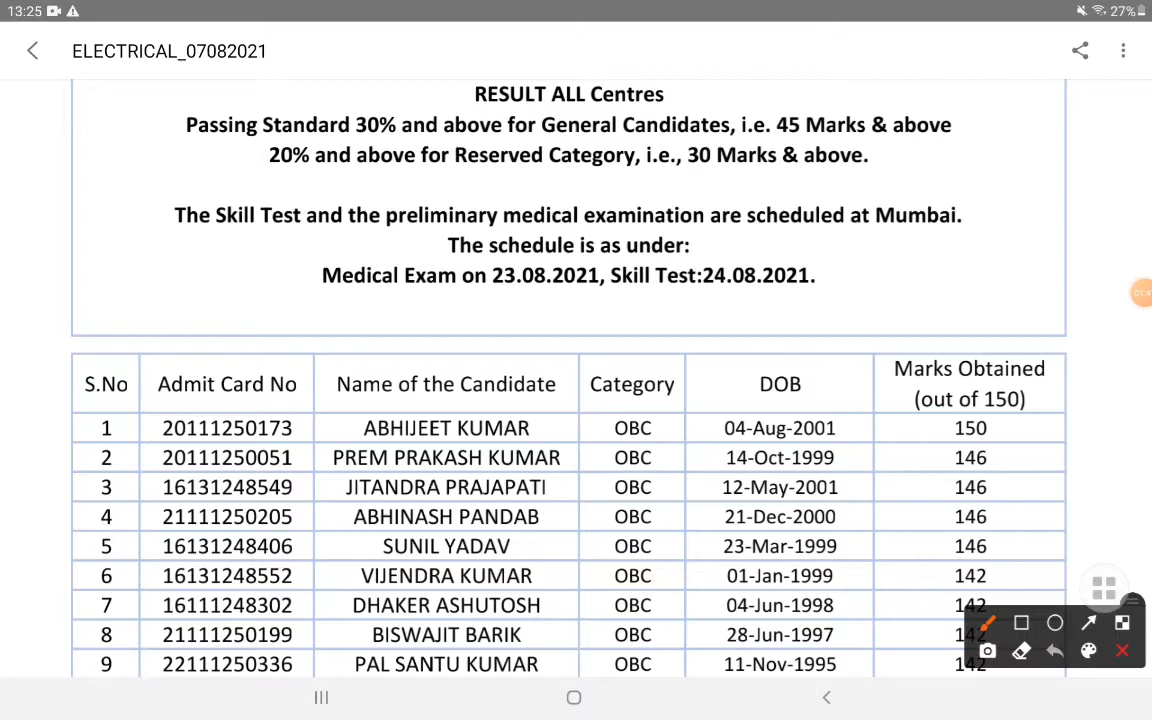 13:25 27%
ELECTRICAL_07082021
RESULT ALL Centres
Passing Standard 30% and above for General Candidates, i.e. 45 Marks & above
20% and above for Reserved Category, i.e., 30 Marks & above.
The Skill Test and the preliminary medical examination are scheduled at Mumbai.
The schedule is as under:
Medical Exam on 23.08.2021, Skill Test:24.08.2021.
S.No Admit Card No Name of the Candidate Category DOB Marks Obtained (out of 150)
1 20111250173 ABHIJEET KUMAR OBC 04-Aug-2001 150
2 20111250051 PREM PRAKASH KUMAR OBC 14-Oct-1999 146
3 16131248549 JITANDRA PRAJAPATI OBC 12-May-2001 146
4 21111250205 ABHINASH PANDAB OBC 21-Dec-2000 146
5 16131248406 SUNIL YADAV OBC 23-Mar-1999 146
6 16131248552 VIJENDRA KUMAR OBC 01-Jan-1999 142
7 16111248302 DHAKER ASHUTOSH OBC 04-Jun-1998 142
8 21111250199 BISWAJIT BARIK OBC 28-Jun-1997 142
9 22111250336 PAL SANTU KUMAR OBC 11-Nov-1995 142